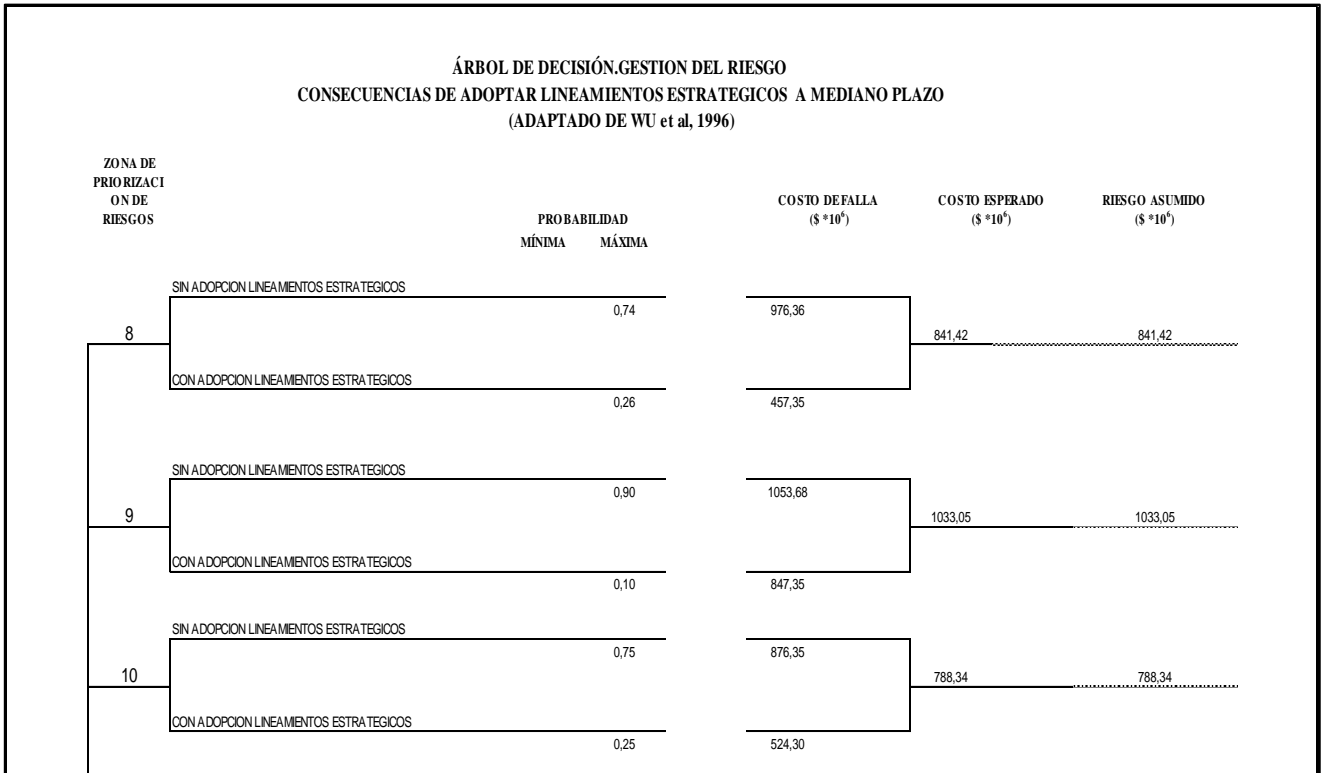 ÁRBOL DE DECISIÓN.GESTION DEL RIESGO
CONSECUENCIAS DE ADOPTAR LINEAMIENTOS ESTRATEGICOS A MEDIANO PLAZO
(ADAPTADO DE WU et al, 1996)
ZONA DE
PRIORIZACI
ON DE
RIESGOS
PROBABILIDAD
MÍNIMA MÁXIMA
COSTO DE FALLA
($ *10⁶)
COSTO ESPERADO
($ *10⁶)
RIESGO ASUMIDO
($ *10⁶)
SIN ADOPCION LINEAMIENTOS ESTRATEGICOS
0,74 976,36
8 841,42 841,42
CON ADOPCION LINEAMIENTOS ESTRATEGICOS
0,26 457,35
SIN ADOPCION LINEAMIENTOS ESTRATEGICOS
0,90 1053,68
9 1033,05 1033,05
CON ADOPCION LINEAMIENTOS ESTRATEGICOS
0,10 847,35
SIN ADOPCION LINEAMIENTOS ESTRATEGICOS
0,75 876,35
10 788,34 788,34
CON ADOPCION LINEAMIENTOS ESTRATEGICOS
0,25 524,30